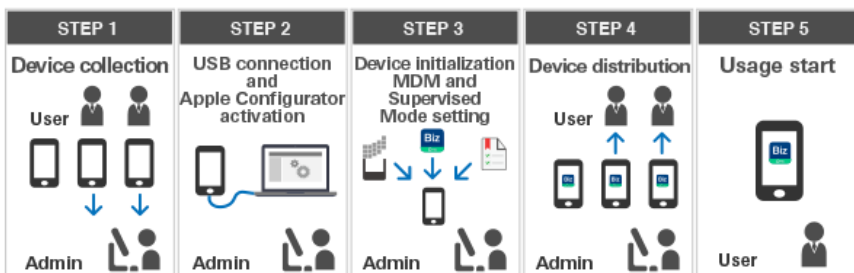 STEP 1
Device collection
User
Admin
STEP 2
USB connection
and
Apple Configurator
activation
Admin
STEP 3
Device initialization
MDM and
Supervised
Mode setting
Biz
Admin
STEP 4
Device distribution
User
Biz
Biz
Biz
Admin
STEP 5
Usage start
Biz
User